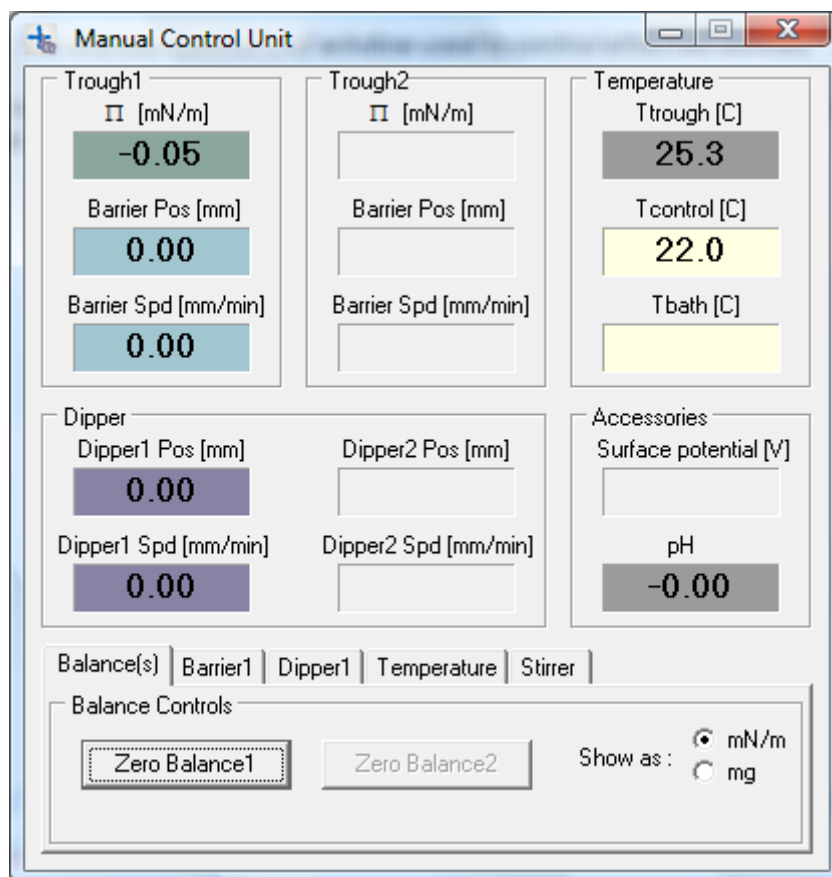 Manual Control Unit
Trough1
Π [mN/m]
-0.05
Barrier Pos [mm]
0.00
Barrier Spd [mm/min]
0.00
Trough2
Π [mN/m]
Barrier Pos [mm]
Barrier Spd [mm/min]
Temperature
Ttrough [C]
25.3
Tcontrol [C]
22.0
Tbath [C]
Dipper
Dipper1 Pos [mm]
0.00
Dipper1 Spd [mm/min]
0.00
Dipper2 Pos [mm]
Dipper2 Spd [mm/min]
Accessories
Surface potential [V]
pH
-0.00
Balance(s) Barrier1 Dipper1 Temperature Stirrer
Balance Controls
Zero Balance1 Zero Balance2 Show as :
mN/m
mg